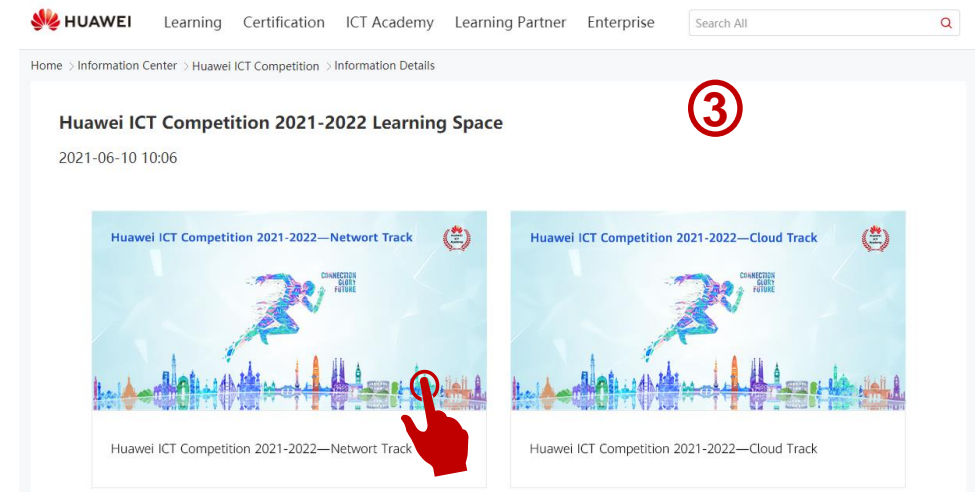 HUAWEI Learning Certification ICT Academy Learning Partner Enterprise Search All
Home > Information Center > Huawei ICT Competition > Information Details
③
Huawei ICT Competition 2021-2022 Learning Space
2021-06-10 10:06
Huawei ICT Competition 2021-2022—Networt Track
CONNECTION
GLORY
FUTURE
Huawei ICT Competition 2021-2022—Cloud Track
CONNECTION
GLORY
FUTURE
Huawei ICT Competition 2021-2022—Networt Track
Huawei ICT Competition 2021-2022—Cloud Track